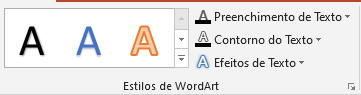 A A A
A Preenchimento de Texto
A Contorno do Texto
A Efeitos de Texto
Estilos de WordArt